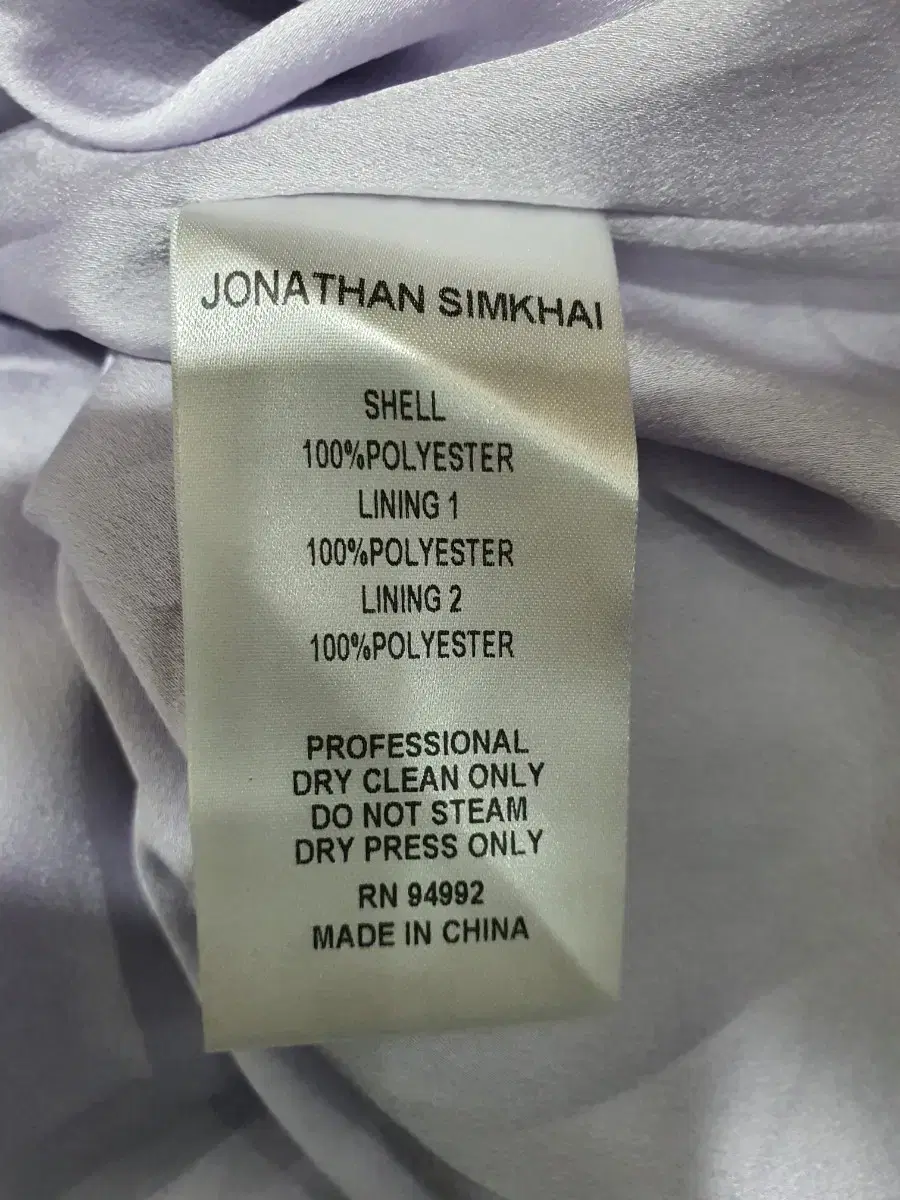 JONATHAN SIMKHAI
SHELL
100%POLYESTER
LINING 1
100%POLYESTER
LINING 2
100%POLYESTER
PROFESSIONAL
DRY CLEAN ONLY
DO NOT STEAM
DRY PRESS ONLY
RN 94992
MADE IN CHINA